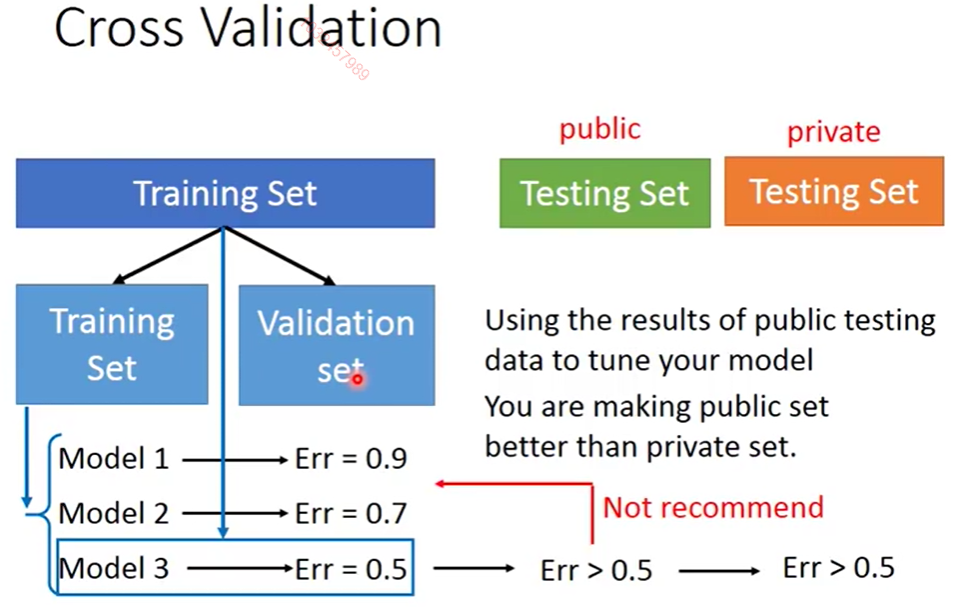 Cross Validation
public
private
Training Set
Testing Set
Testing Set
Training
Set
Validation
set
Using the results of public testing
data to tune your model
You are making public set
better than private set.
Model 1
Err = 0.9
Model 2
Err = 0.7
Not recommend
Model 3
Err = 0.5
Err > 0.5
Err > 0.5